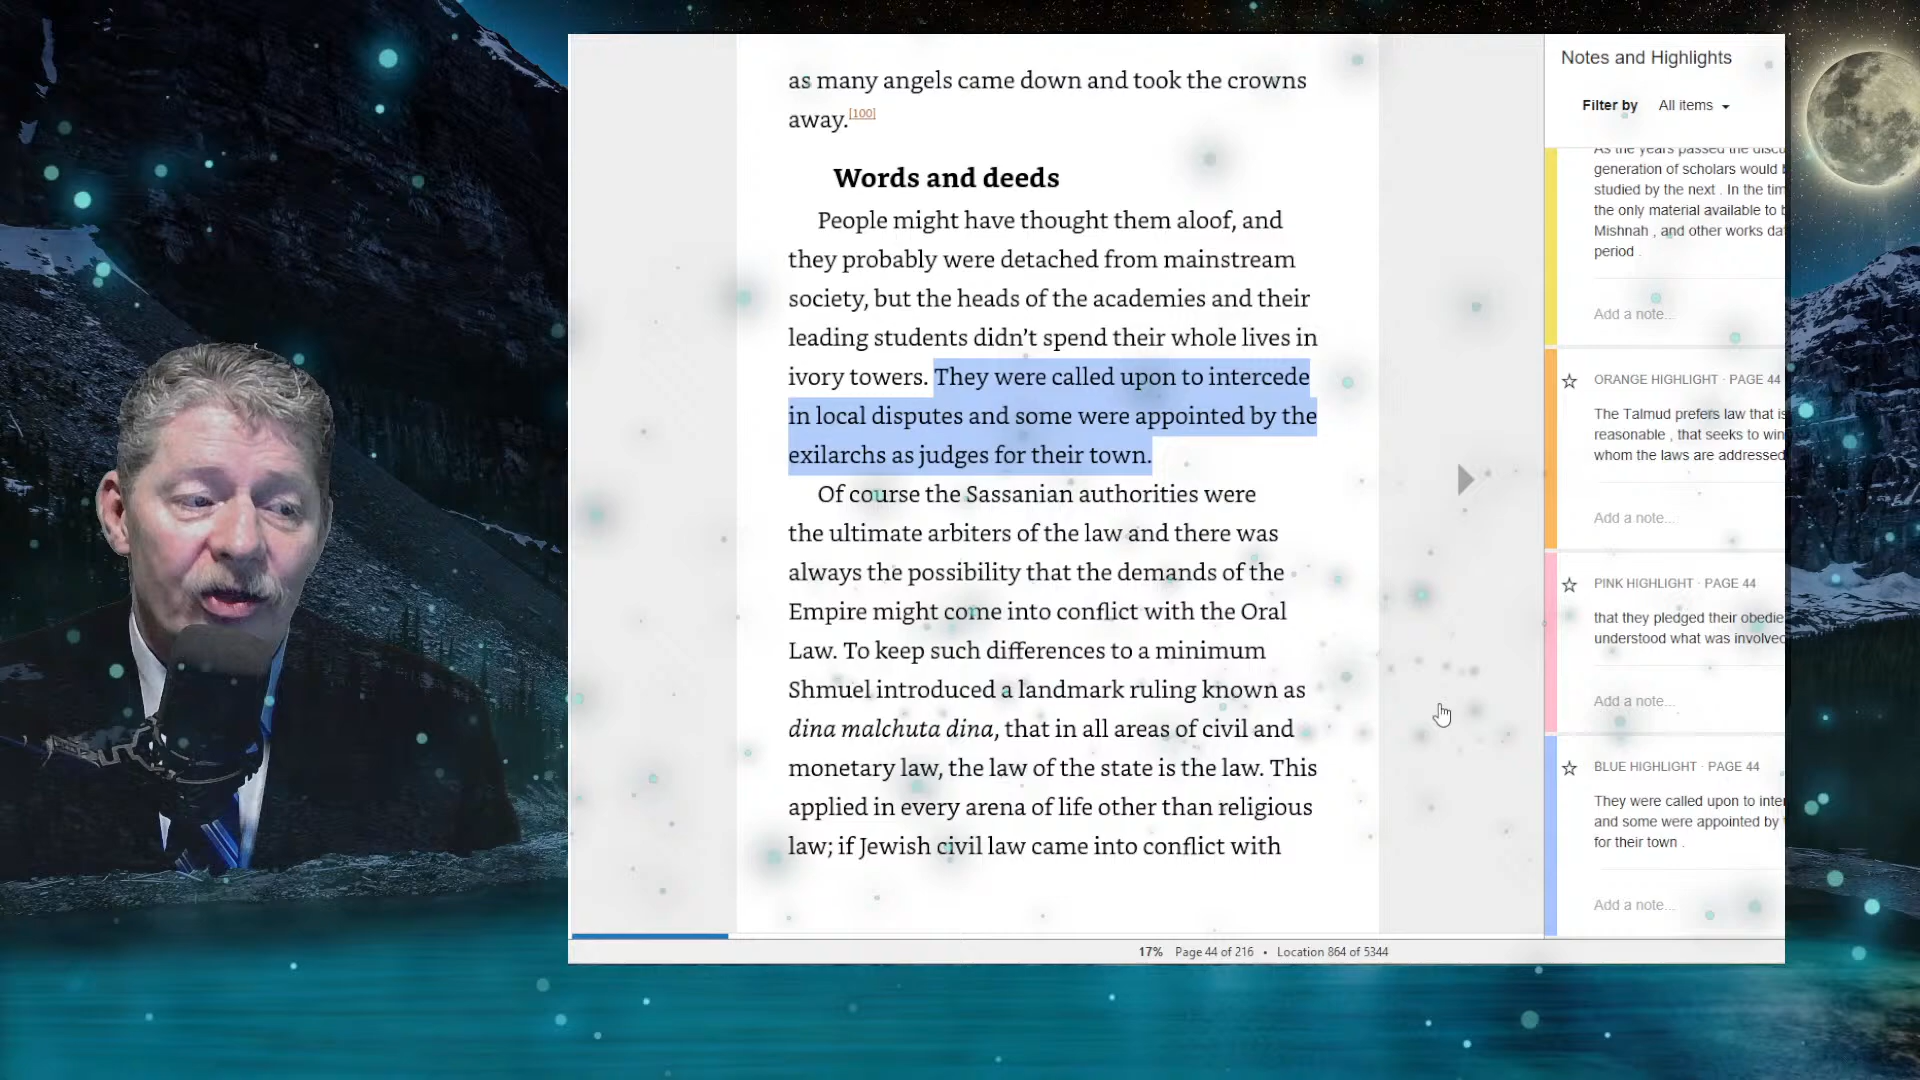 as many angels came down and took the crowns
away.[100]
Words and deeds
People might have thought them aloof, and
they probably were detached from mainstream
society, but the heads of the academies and their
leading students didn’t spend their whole lives in
ivory towers. They were called upon to intercede
in local disputes and some were appointed by the
exilarchs as judges for their town.
Of course the Sassanian authorities were
the ultimate arbiters of the law and there was
always the possibility that the demands of the
Empire might come into conflict with the Oral
Law. To keep such differences to a minimum
Shmuel introduced a landmark ruling known as
dina malchuta dina, that in all areas of civil and
monetary law, the law of the state is the law. This
applied in every arena of life other than religious
law; if Jewish civil law came into conflict with
17% Page 44 of 216 • Location 864 of 5344
Notes and Highlights
Filter by All items
As the years passed the discu
generation of scholars would
studied by the next . In the tim
the only material available to
Mishnah , and other works da
period .
Add a note...
ORANGE HIGHLIGHT · PAGE 44
The Talmud prefers law that is
reasonable , that seeks to win
whom the laws are addressed
Add a note...
PINK HIGHLIGHT · PAGE 44
that they pledged their obedie
understood what was involved
Add a note...
BLUE HIGHLIGHT · PAGE 44
They were called upon to inter
and some were appointed by
for their town .
Add a note...